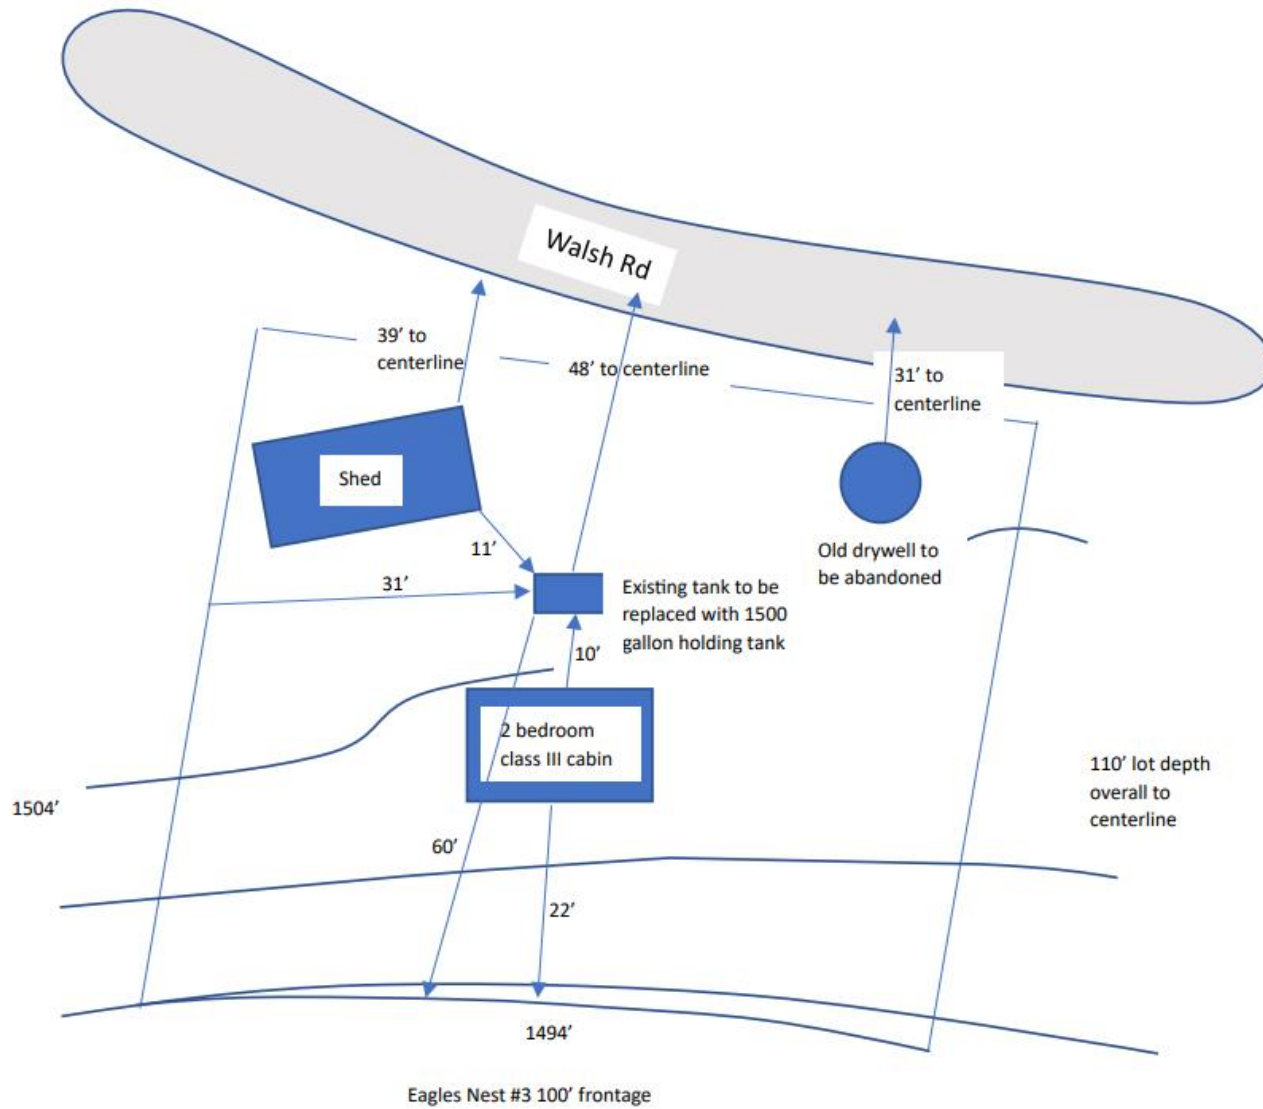 Walsh Rd
39’ to
centerline
48’ to centerline
31’ to
centerline
Shed
11’
31’
Old drywell to
be abandoned
Existing tank to be
replaced with 1500
gallon holding tank
10’
2 bedroom
class III cabin
110’ lot depth
overall to
centerline
1504’
60’
22’
1494’
Eagles Nest #3 100’ frontage